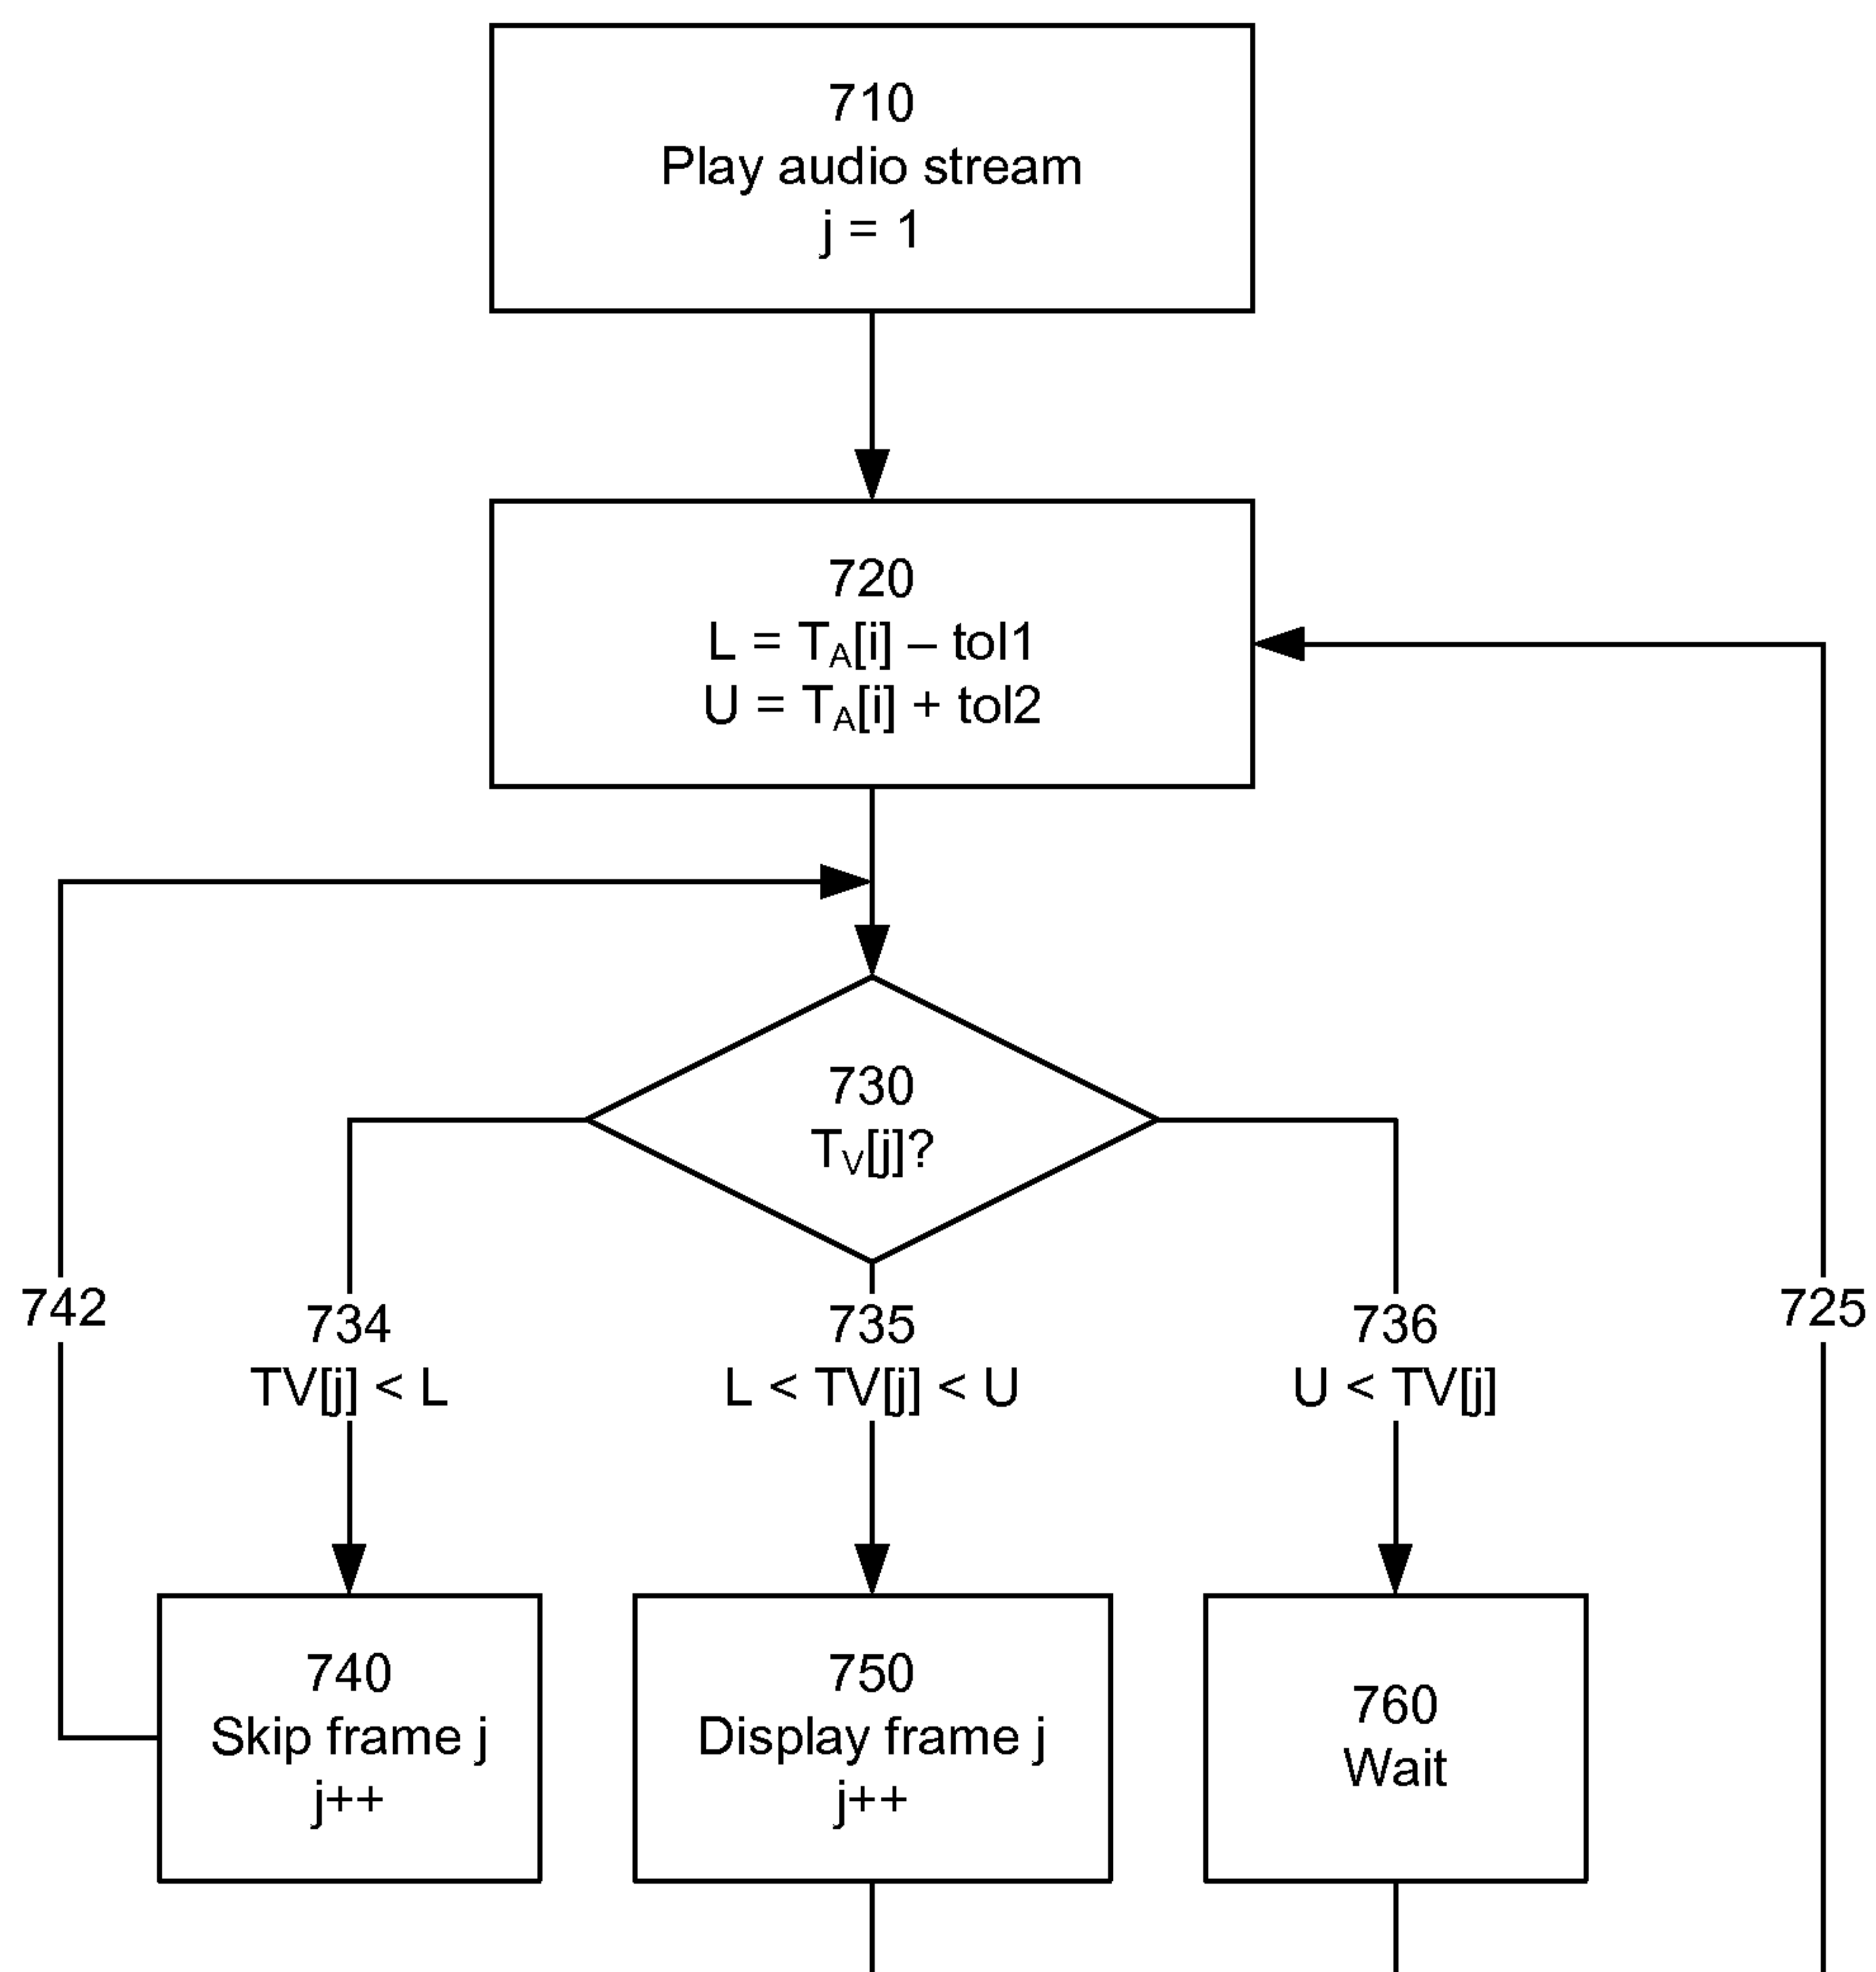 710
Play audio stream
j = 1
720
L = TA[i] – tol1
U = TA[i] + tol2
730
TV[j]?
742
734
TV[j] < L
735
L < TV[j] < U
736
U < TV[j]
725
740
Skip frame j
j++
750
Display frame j
j++
760
Wait